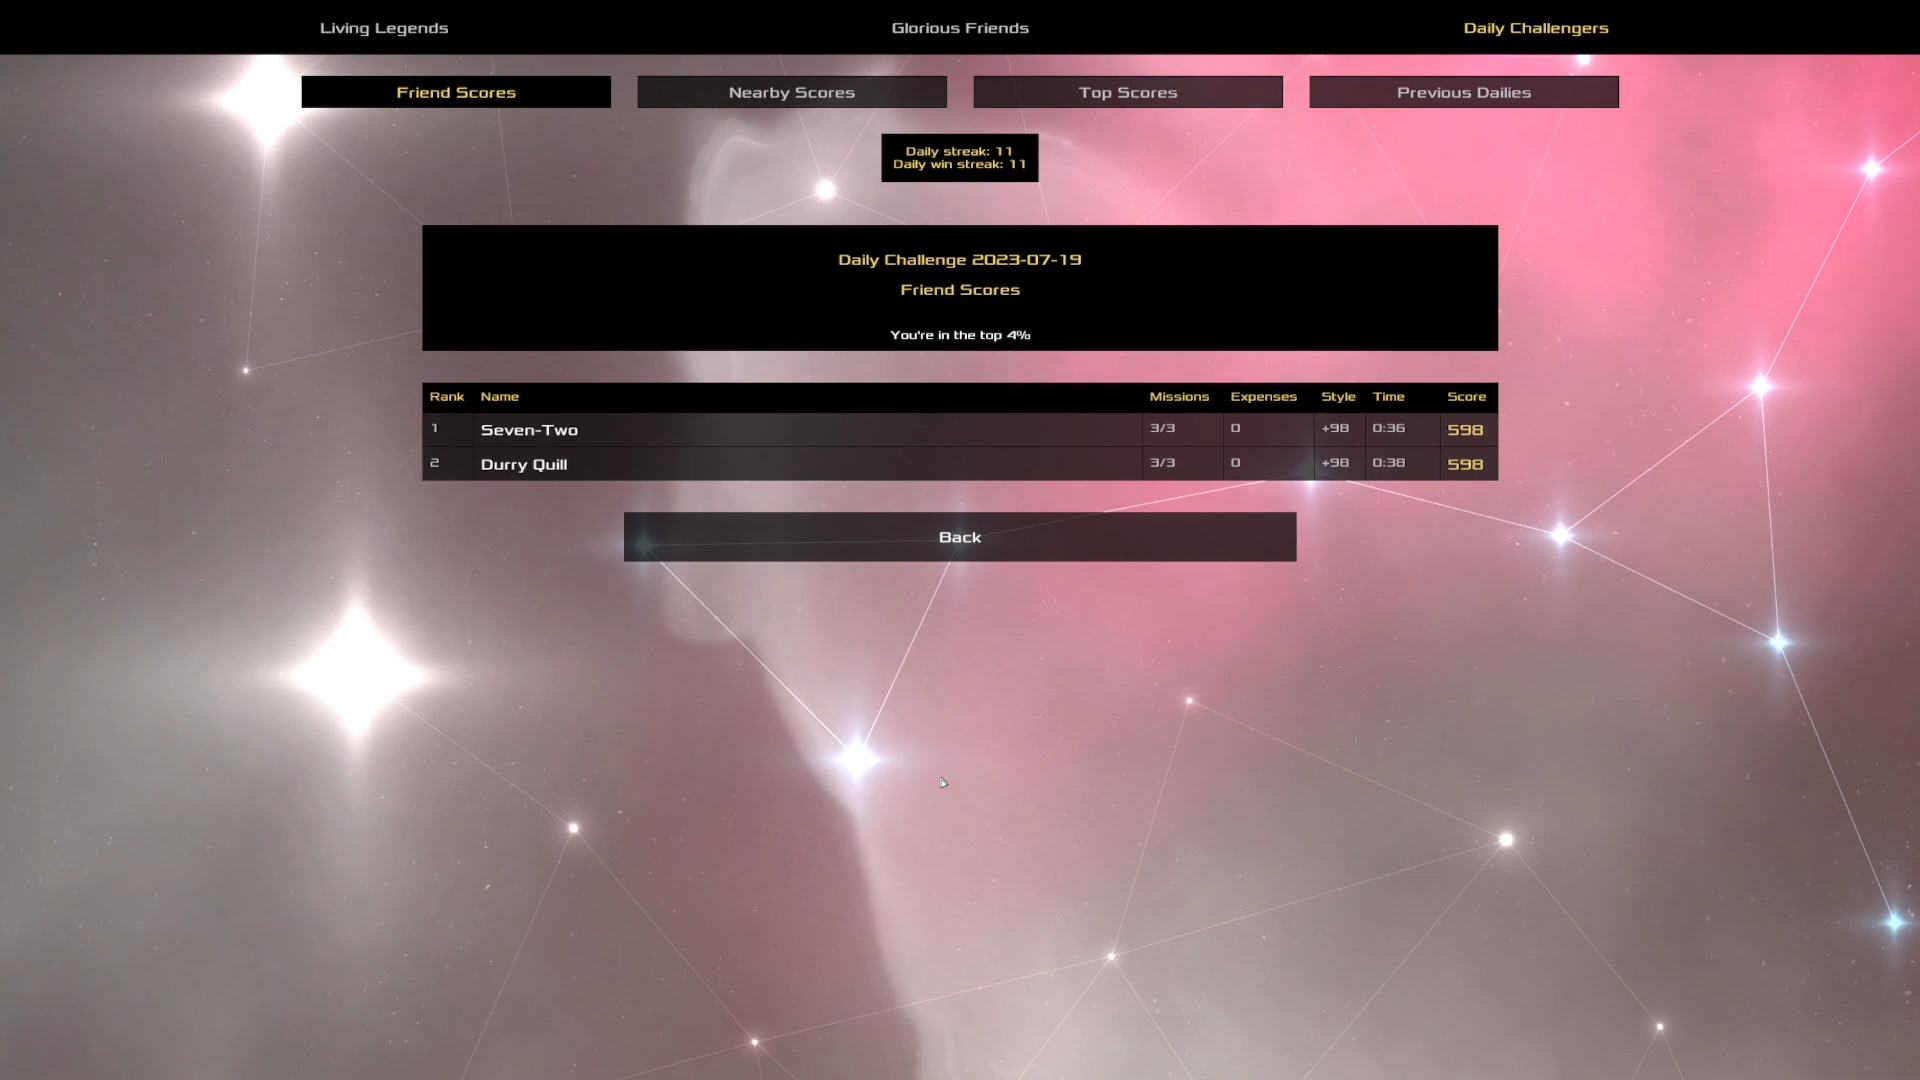 Living Legends Glorious Friends Daily Challengers
Friend Scores Nearby Scores Top Scores Previous Dailies
Daily streak: 11
Daily win streak: 11
Daily Challenge 2023-07-19
Friend Scores
You're in the top 4%
Rank Name Missions Expenses Style Time Score
1 Seven-Two 3/3 0 +98 0:36 598
2 Durry Quill 3/3 0 +98 0:38 598
Back